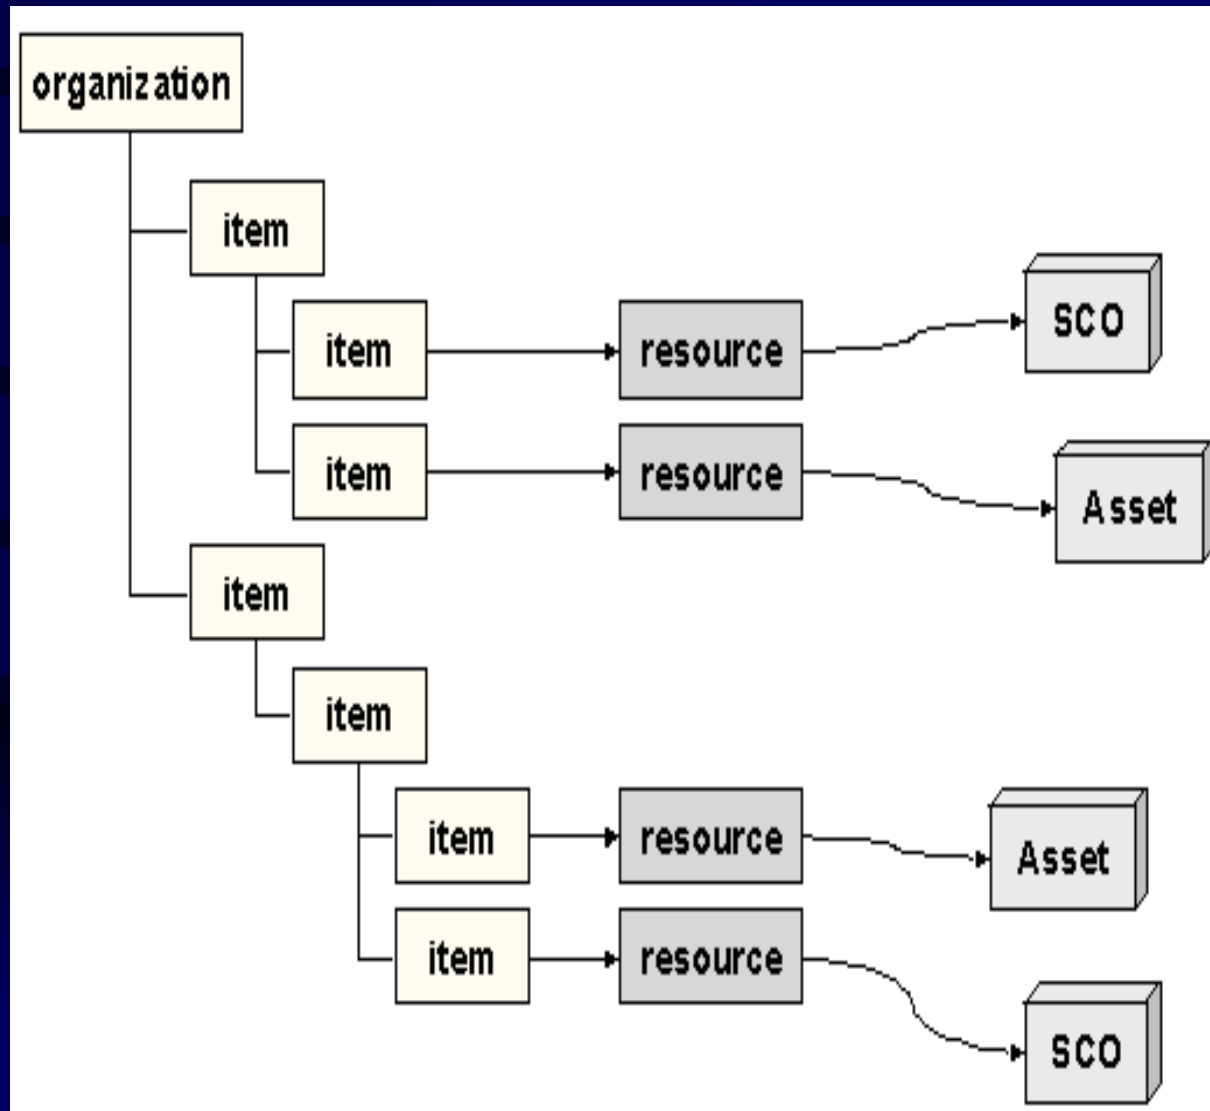 organization
item
item
resource
SCO
item
resource
Asset
item
item
item
resource
Asset
item
resource
SCO